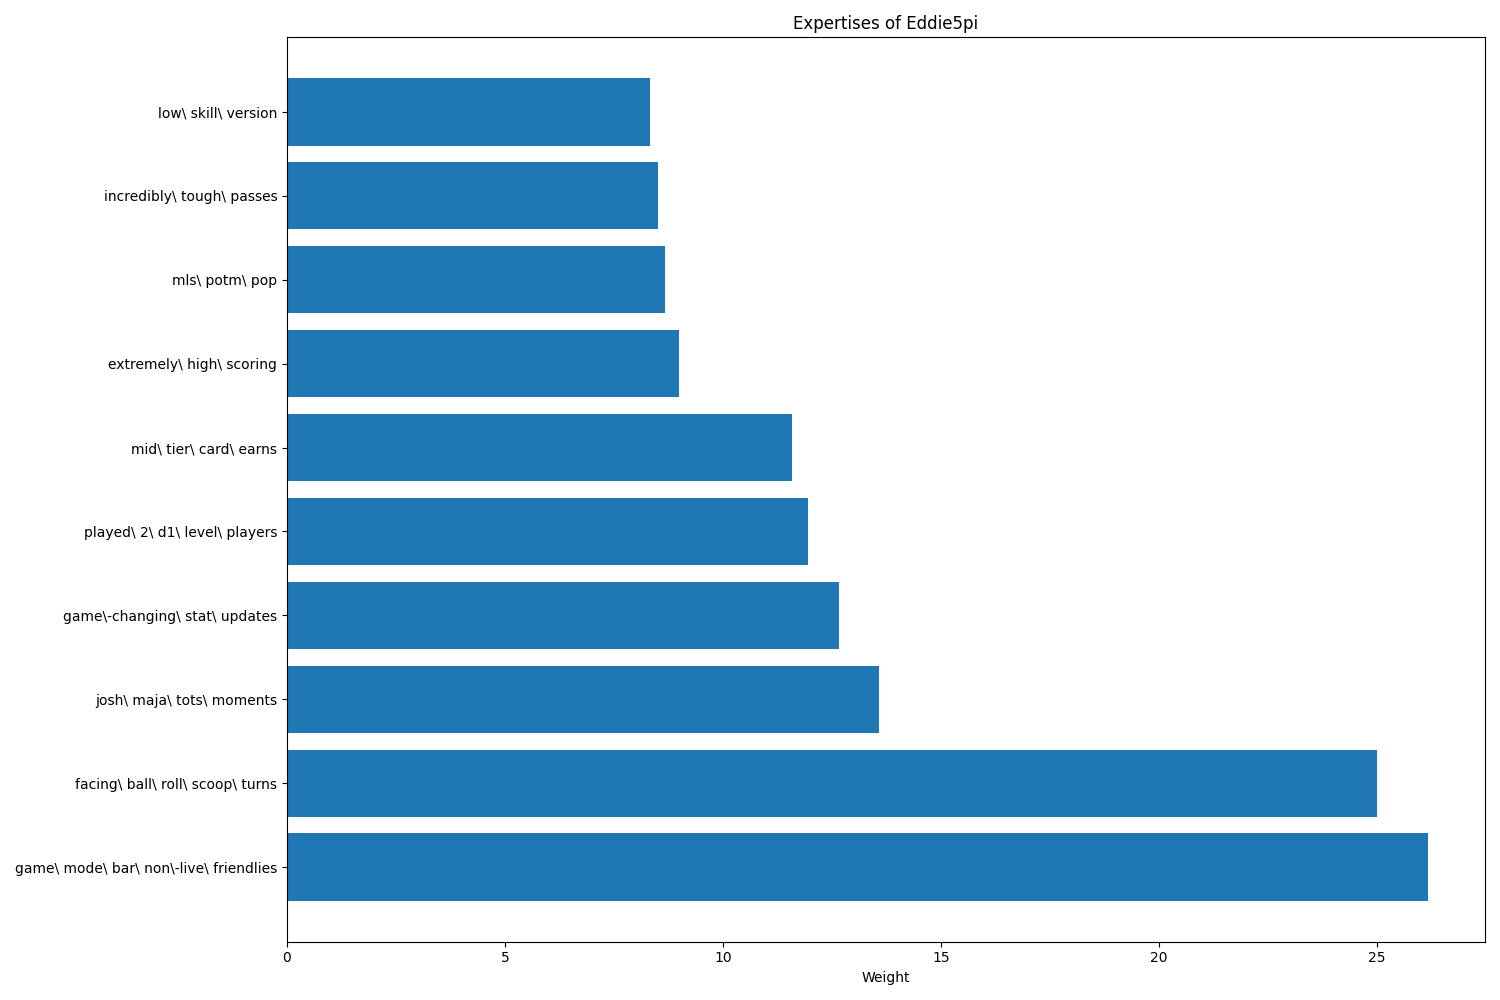 Expertises of Eddie5pi
low\ skill\ version
incredibly\ tough\ passes
mls\ potm\ pop
extremely\ high\ scoring
mid\ tier\ card\ earns
played\ 2\ d1\ level\ players
game\-changing\ stat\ updates
josh\ maja\ tots\ moments
facing\ ball\ roll\ scoop\ turns
game\ mode\ bar\ non\-live\ friendlies
0 5 10 15 20 25
Weight